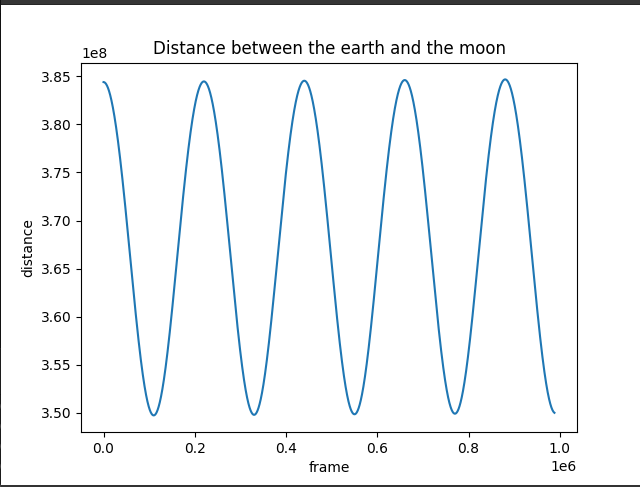 Distance between the earth and the moon
1e8
3.85
3.80
3.75
3.70
3.65
3.60
3.55
3.50
distance
0.0 0.2 0.4 0.6 0.8 1.0
frame
1e6